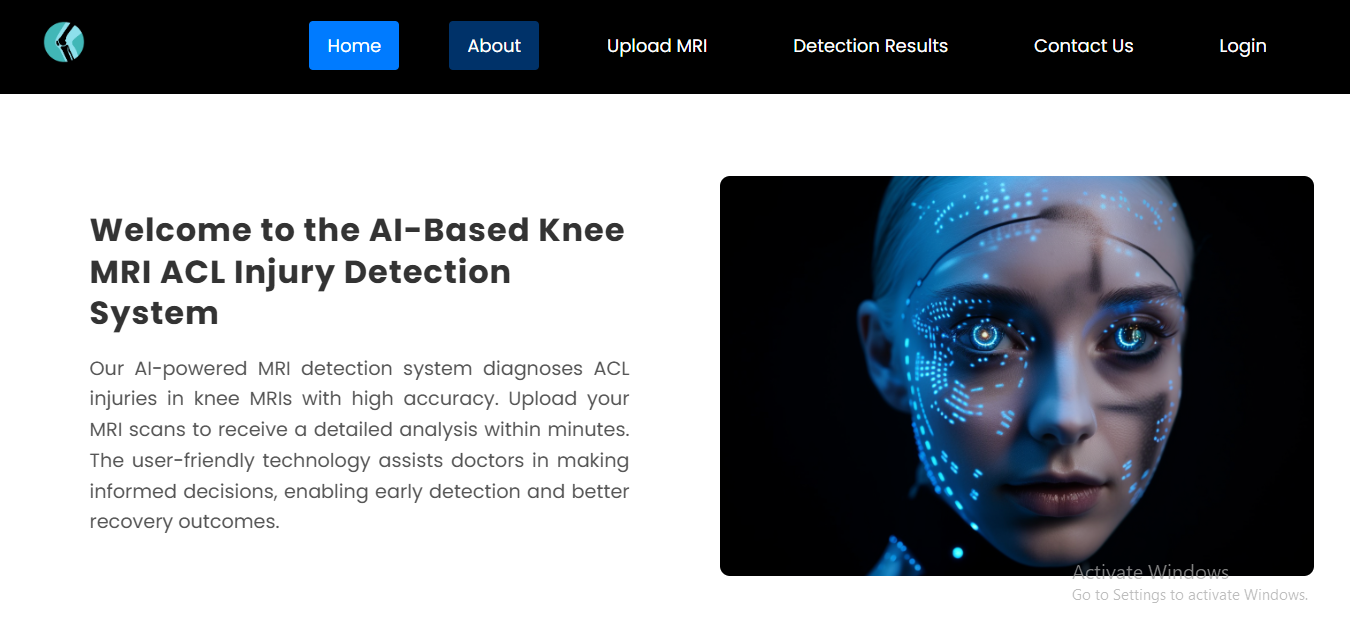 Home About Upload MRI Detection Results Contact Us Login
Welcome to the AI-Based Knee
MRI ACL Injury Detection
System
Our AI-powered MRI detection system diagnoses ACL
injuries in knee MRIs with high accuracy. Upload your
MRI scans to receive a detailed analysis within minutes.
The user-friendly technology assists doctors in making
informed decisions, enabling early detection and better
recovery outcomes.
Activate Windows
Go to Settings to activate Windows.